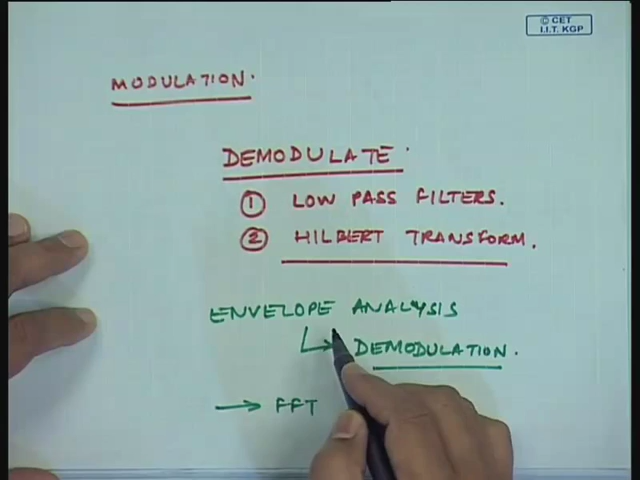 © CET
I.I.T. KGP
MODULATION.
DEMODULATE.
1 LOW PASS FILTERS.
2 HILBERT TRANSFORM.
ENVELOPE ANALYSIS
↳ DEMODULATION.
→ FFT